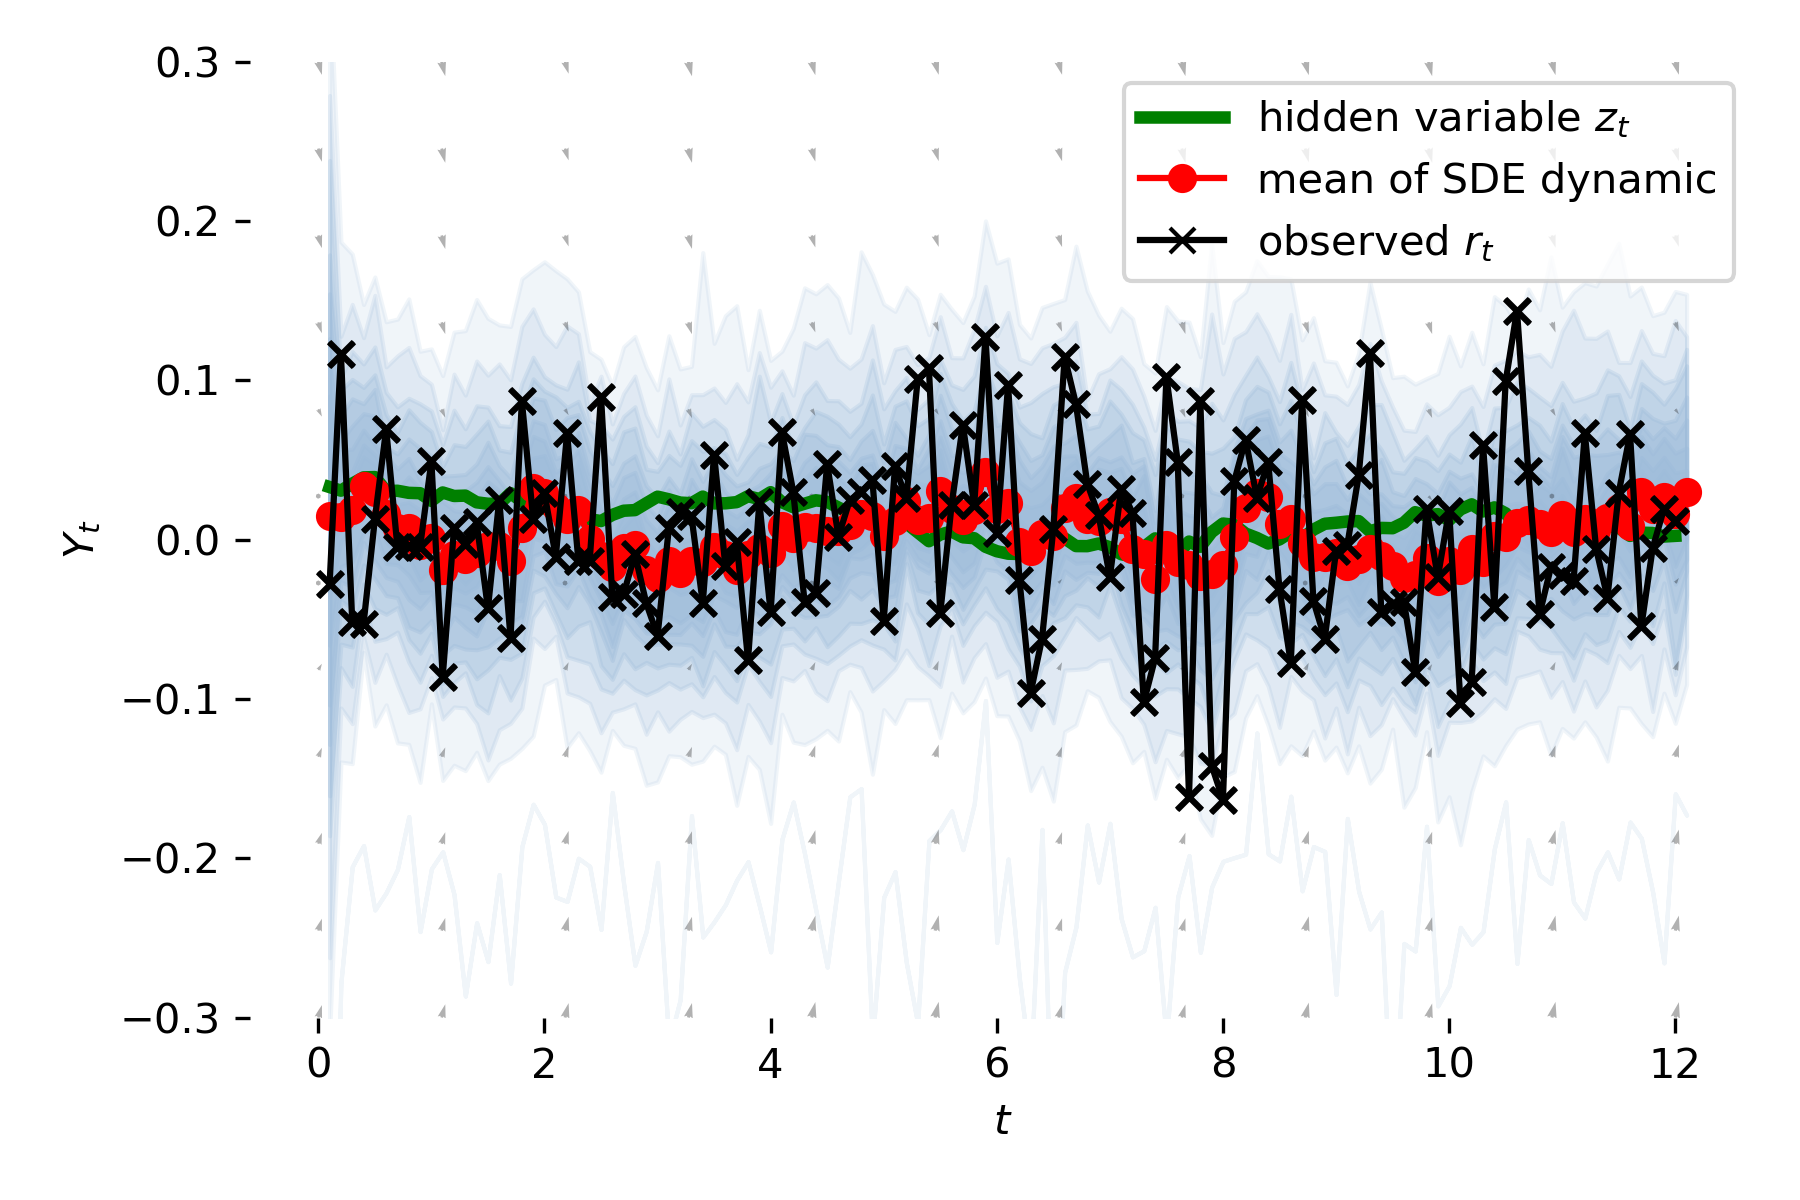 0.3
0.2
0.1
0.0
−0.1
−0.2
−0.3
Y_t
hidden variable z_t
mean of SDE dynamic
observed r_t
0 2 4 6 8 10 12
t